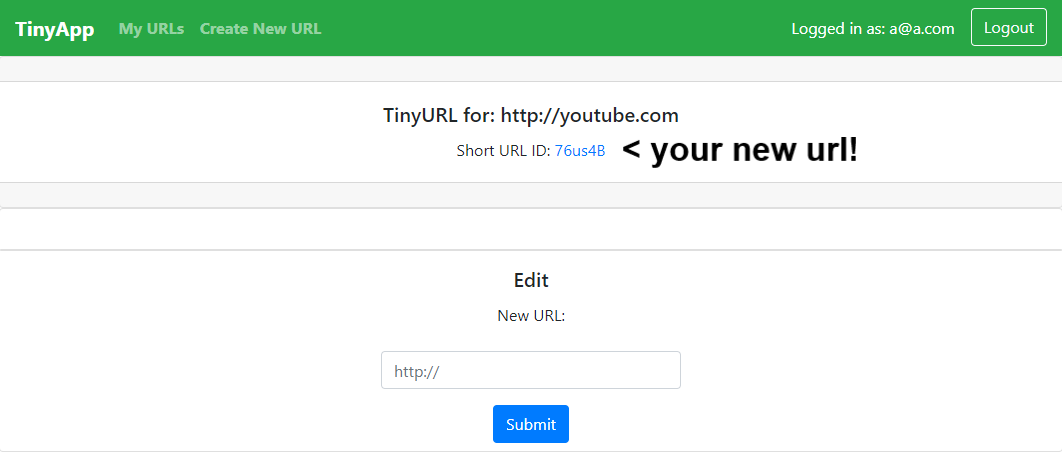 TinyApp My URLs Create New URL Logged in as: a@a.com Logout
TinyURL for: http://youtube.com
Short URL ID: 76us4B < your new url!
Edit
New URL:
http://
Submit